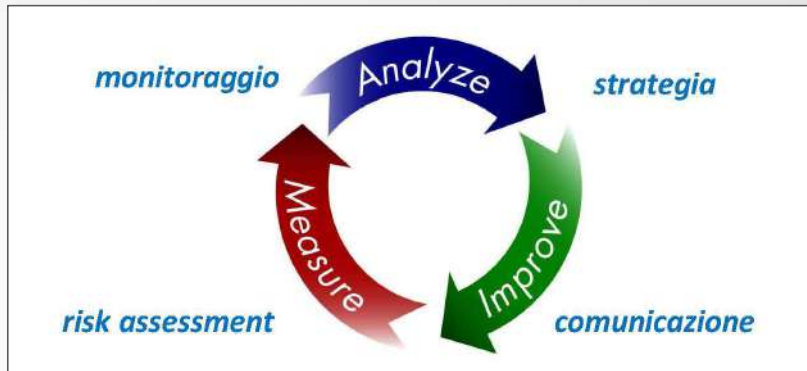 monitoraggio
Analyze
strategia
Measure
Improve
risk assessment
comunicazione